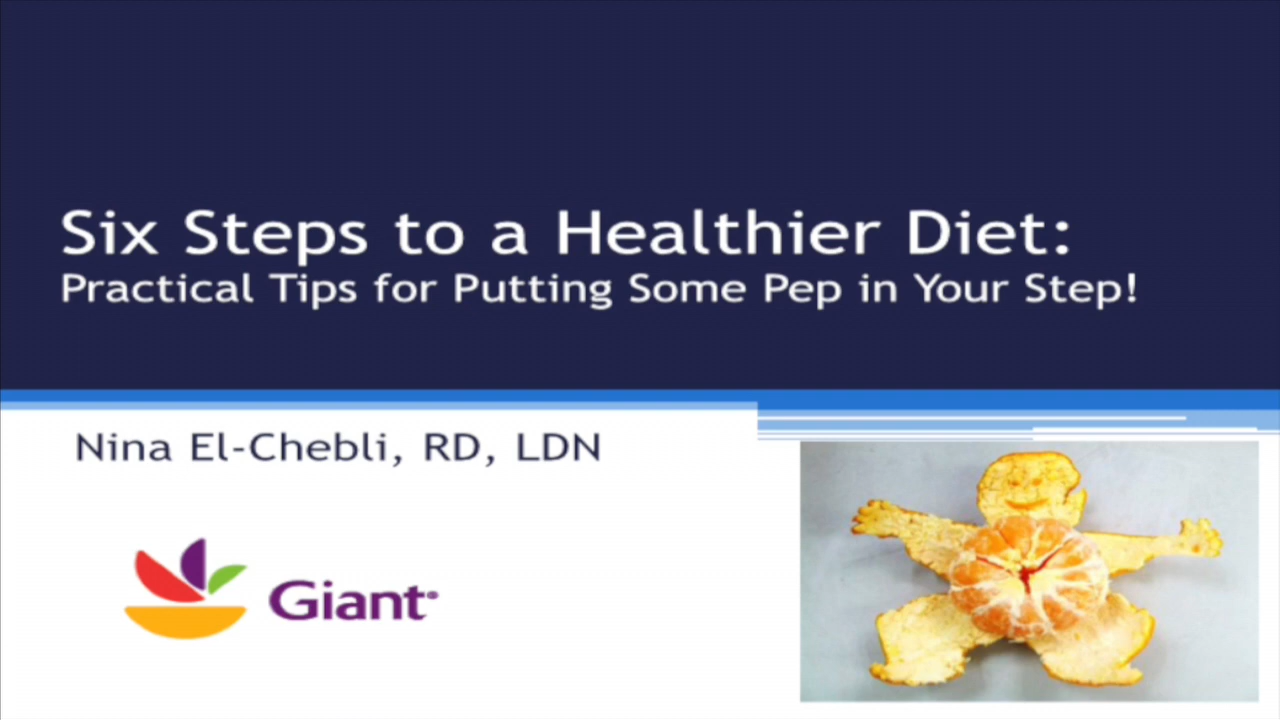 Six Steps to a Healthier Diet:
Practical Tips for Putting Some Pep in Your Step!
Nina El-Chebli, RD, LDN
Giant®